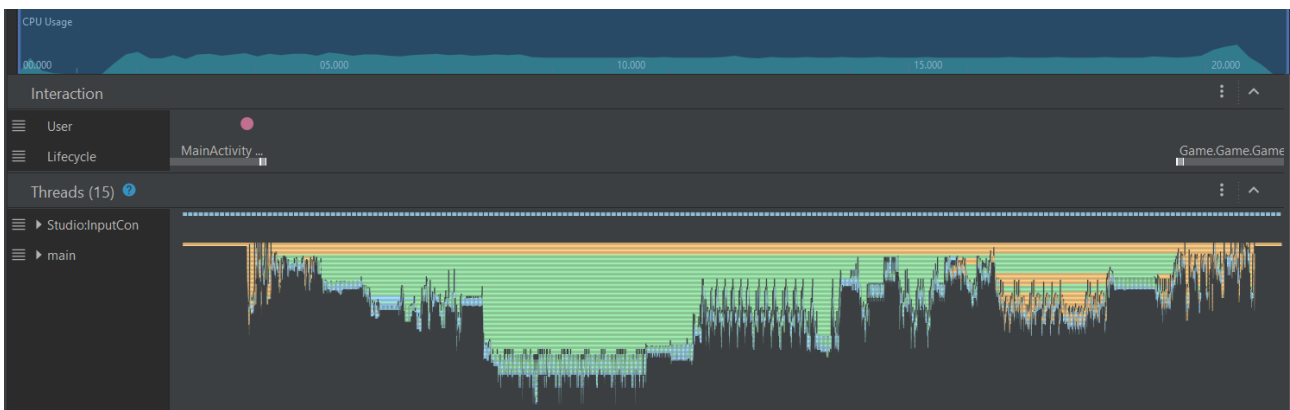 CPU Usage
00.000 05.000 10.000 15.000 20.000
Interaction
User
Lifecycle MainActivity ... Game.Game.Game
Threads (15) ?
Studio:InputCon
main